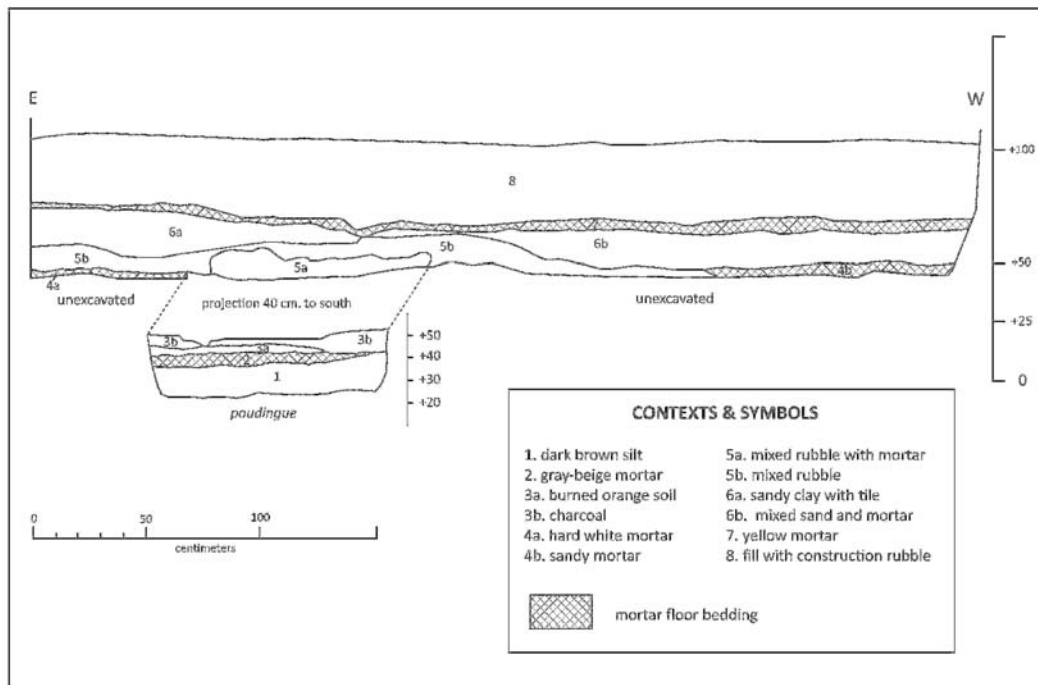 E
W
+100
8
6a
5b
6b
5b
5a
4b
+50
4a
unexcavated
projection 40 cm. to south
unexcavated
+25
3b
3a
3b
+50
+40
1
+30
0
poudingue
+20
CONTEXTS & SYMBOLS
1. dark brown silt
2. gray-beige mortar
3a. burned orange soil
3b. charcoal
4a. hard white mortar
4b. sandy mortar
5a. mixed rubble with mortar
5b. mixed rubble
6a. sandy clay with tile
6b. mixed sand and mortar
7. yellow mortar
8. fill with construction rubble
mortar floor bedding
0 50 100
centimeters